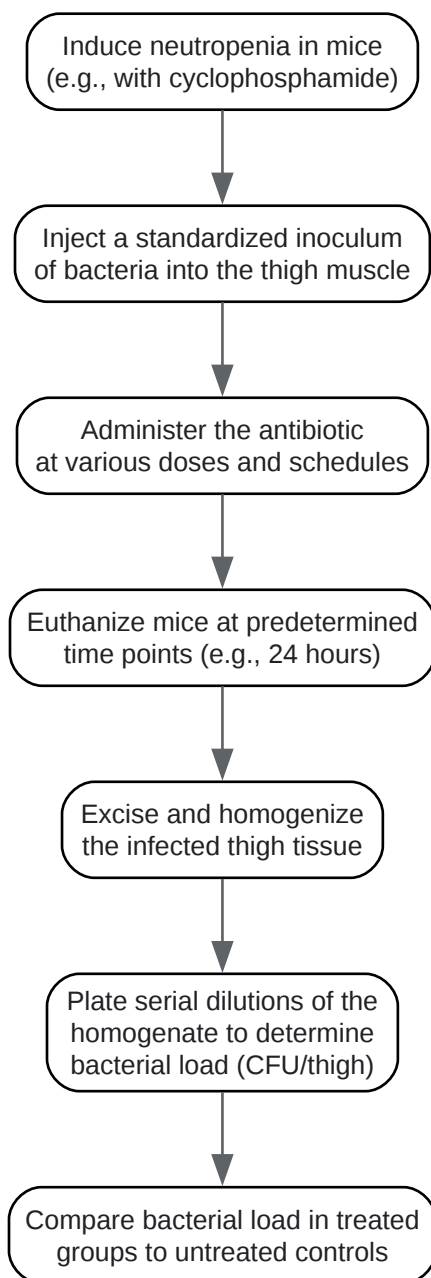 Induce neutropenia in mice
(e.g., with cyclophosphamide)
Inject a standardized inoculum
of bacteria into the thigh muscle
Administer the antibiotic
at various doses and schedules
Euthanize mice at predetermined
time points (e.g., 24 hours)
Excise and homogenize
the infected thigh tissue
Plate serial dilutions of the
homogenate to determine
bacterial load (CFU/thigh)
Compare bacterial load in treated
groups to untreated controls